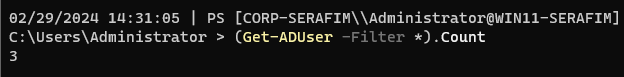 02/29/2024 14:31:05 | PS [CORP-SERAFIM\\Administrator@WIN11-SERAFIM]
C:\Users\Administrator > (Get-ADUser -Filter *).Count
3